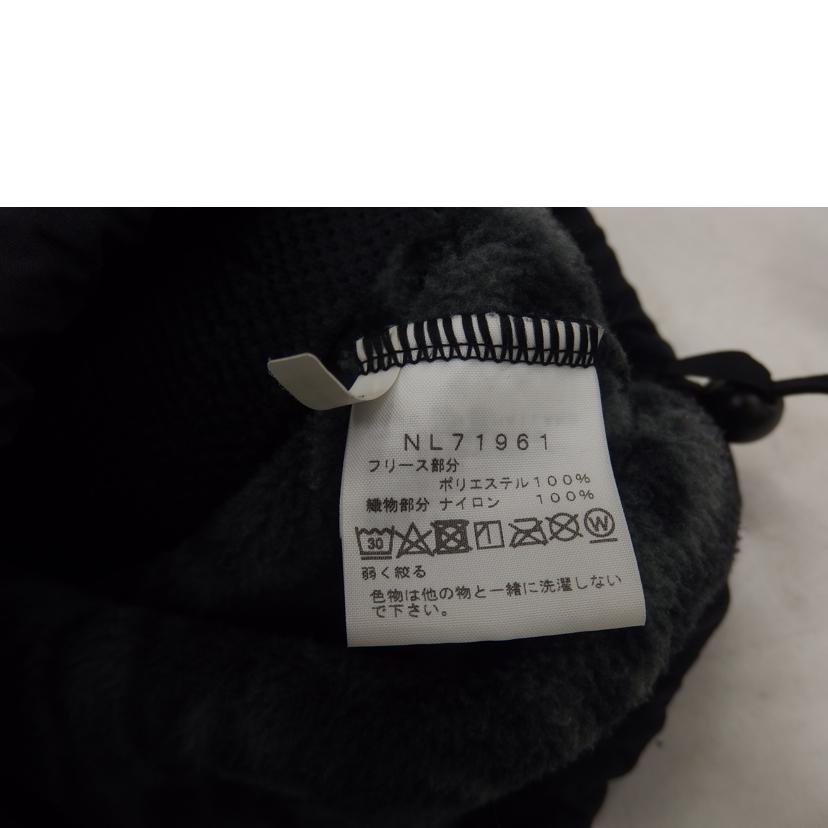 NL71961
フリース部分
ポリエステル100%
織物部分 ナイロン 100%
30 W
弱く絞る
色物は他の物と一緒に洗濯しない
で下さい。